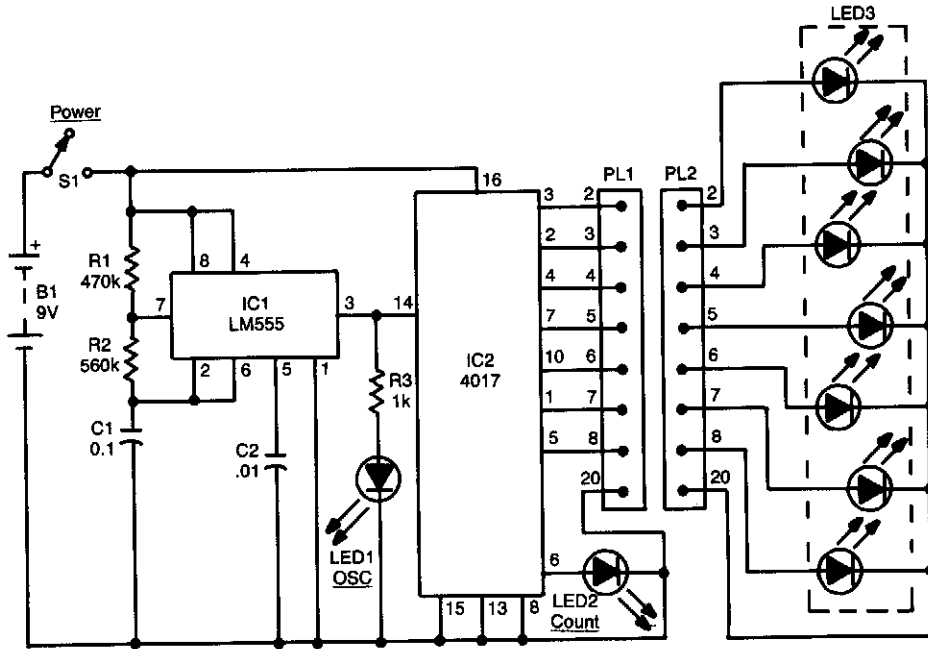 LED3
Power
S1
16
PL1
PL2
3
2
2
2
3
3
4
4
4
7
5
5
10
6
6
1
7
7
5
8
8
20
20
R1
470k
8
4
+
B1
9V
7
IC1
LM555
3
14
R2
560k
2
6
5
1
IC2
4017
R3
1k
C1
0.1
C2
.01
LED1
OSC
6
LED2
Count
15
13
8